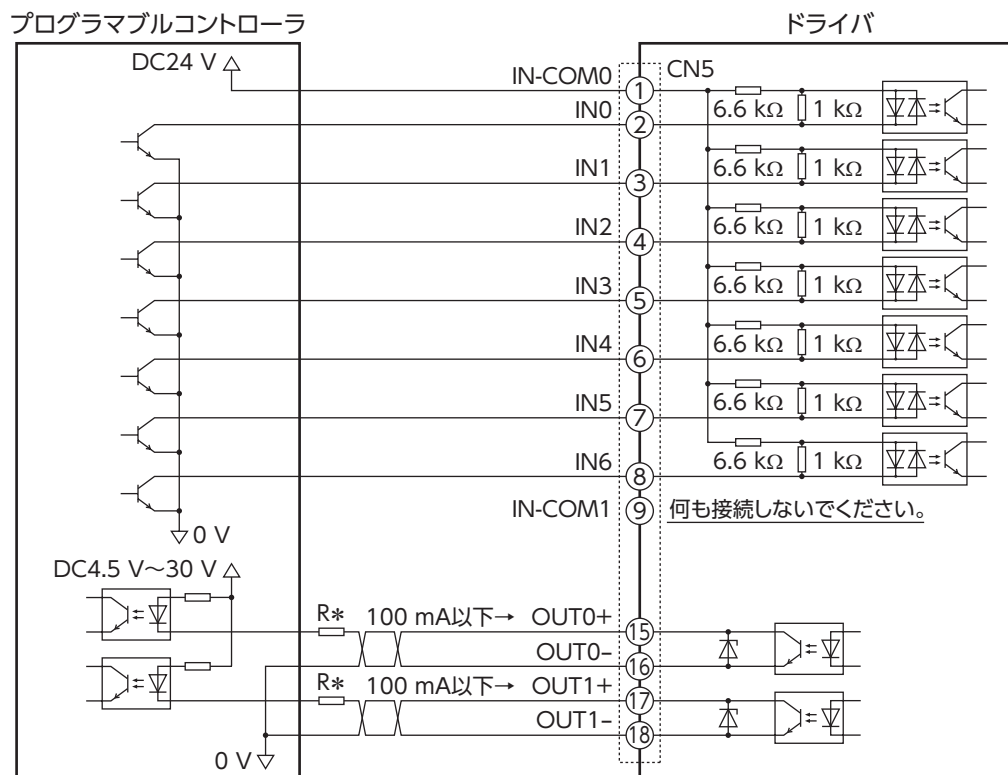 プログラマブルコントローラ
ドライバ
DC24 V
IN-COM0
CN5
1
6.6 kΩ
1 kΩ
IN0
2
6.6 kΩ
1 kΩ
IN1
3
6.6 kΩ
1 kΩ
IN2
4
6.6 kΩ
1 kΩ
IN3
5
6.6 kΩ
1 kΩ
IN4
6
6.6 kΩ
1 kΩ
IN5
7
6.6 kΩ
1 kΩ
IN6
8
IN-COM1
9
何も接続しないでください。
0 V
DC4.5 V～30 V
R*
100 mA以下→
OUT0+
15
OUT0−
16
R*
100 mA以下→
OUT1+
17
OUT1−
18
0 V